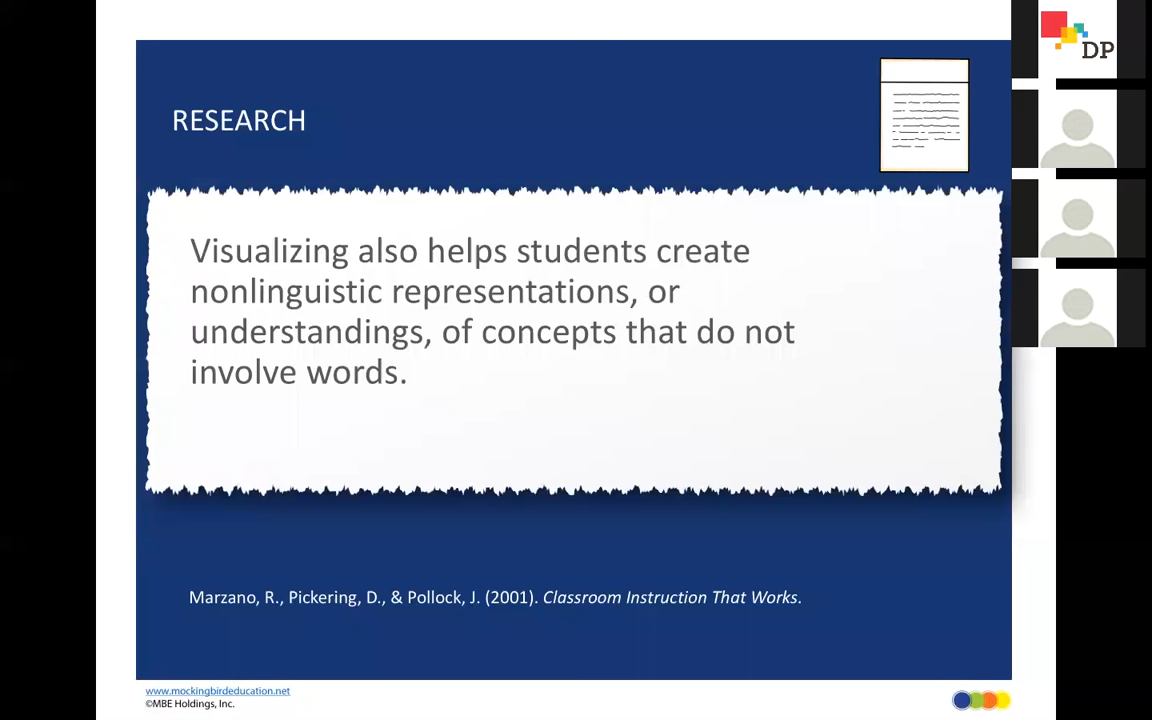 DP
RESEARCH
Visualizing also helps students create
nonlinguistic representations, or
understandings, of concepts that do not
involve words.
Marzano, R., Pickering, D., & Pollock, J. (2001). Classroom Instruction That Works.
www.mockingbirdeducation.net
©MBE Holdings, Inc.